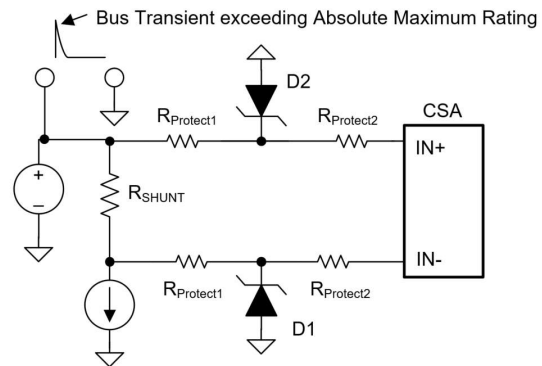 Bus Transient exceeding Absolute Maximum Rating
D2
CSA
RProtect1
RProtect2
IN+
+
–
RSHUNT
IN-
RProtect1
RProtect2
D1